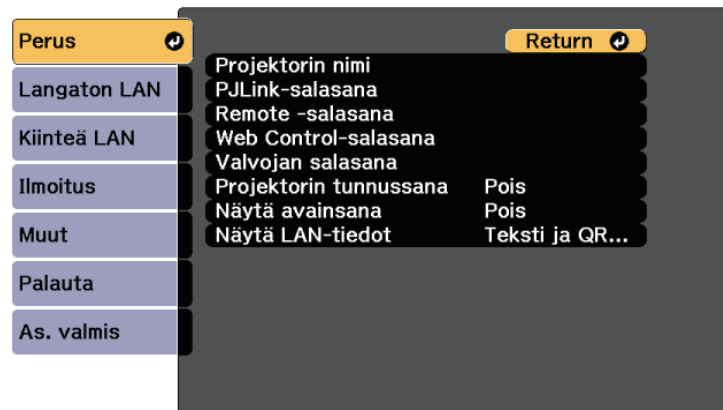 Perus
Langaton LAN
Kiinteä LAN
Ilmoitus
Muut
Palauta
As. valmis
Return
Projektorin nimi
PJLink-salasana
Remote -salasana
Web Control-salasana
Valvojan salasana
Projektorin tunnussana Pois
Näytä avainsana Pois
Näytä LAN-tiedot Teksti ja QR...